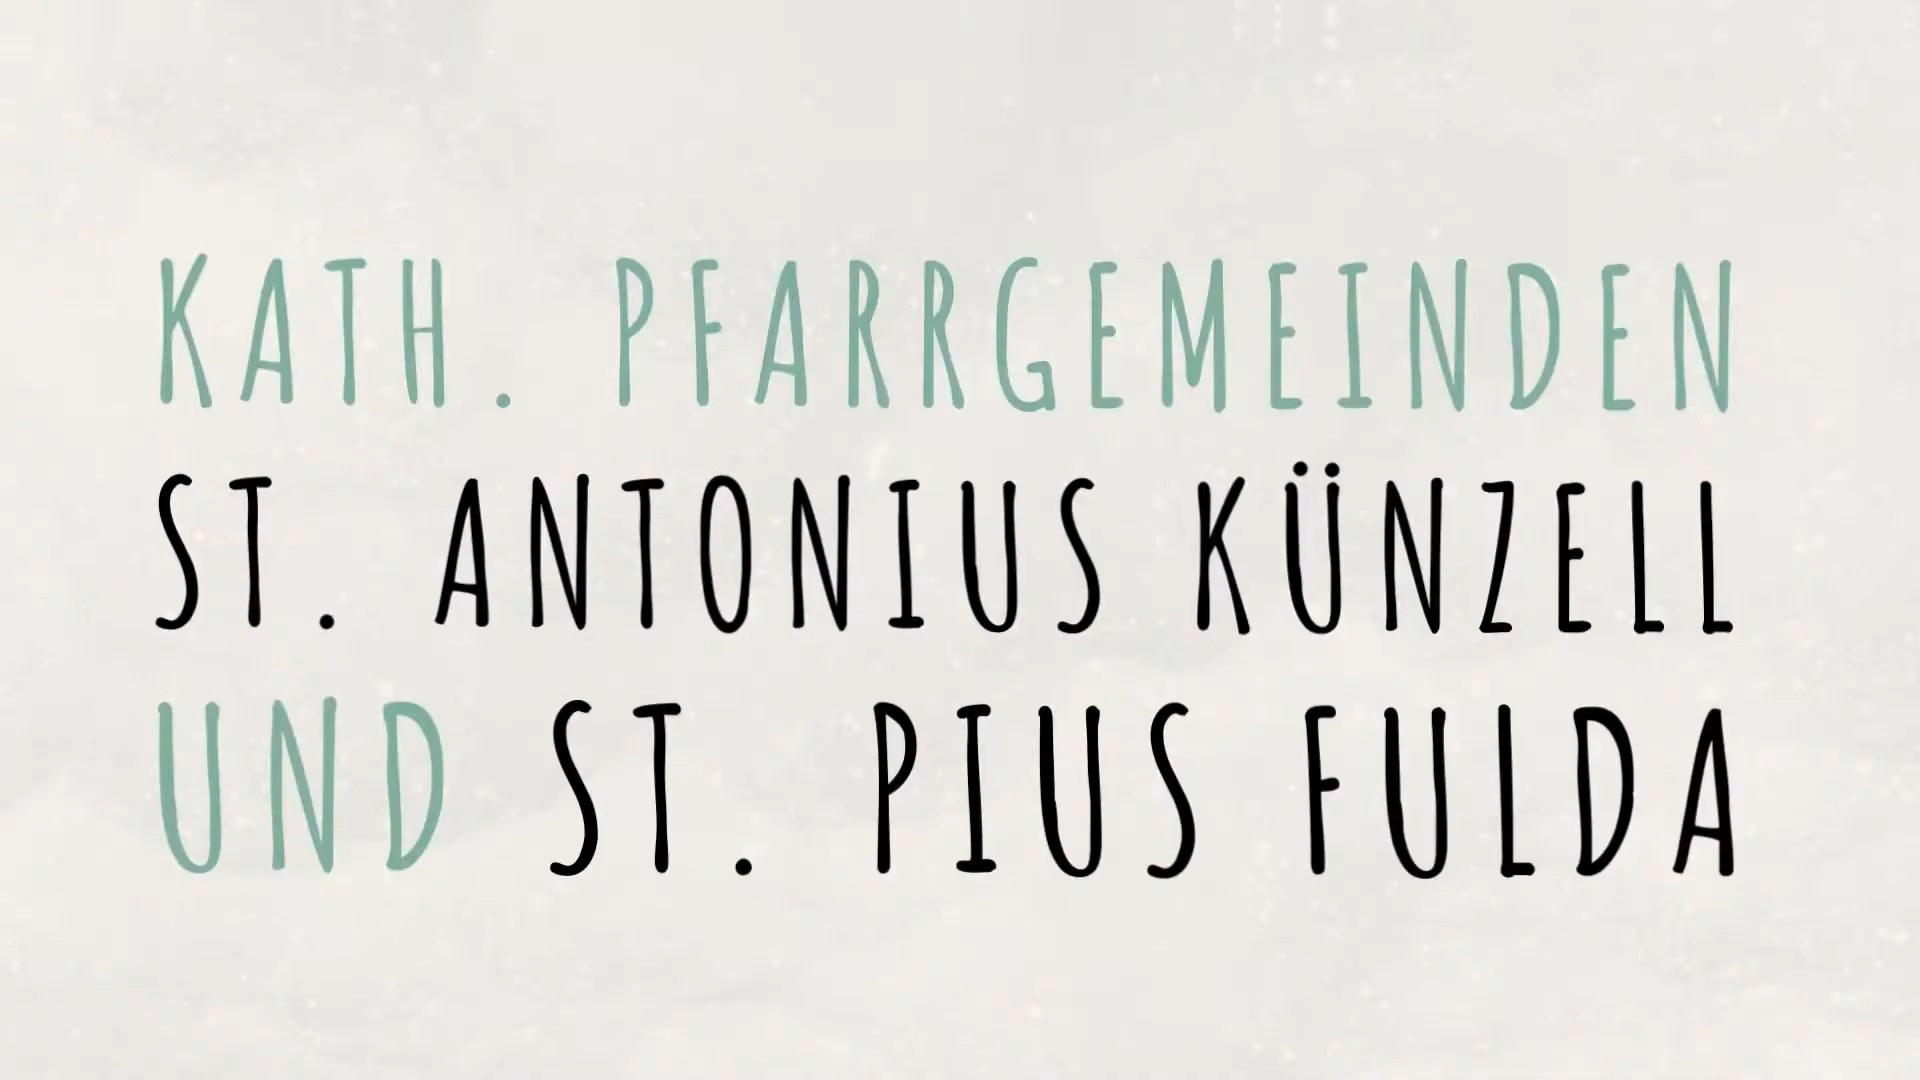 KATH. PFARRGEMEINDEN
ST. ANTONIUS KÜNZELL
UND ST. PIUS FULDA